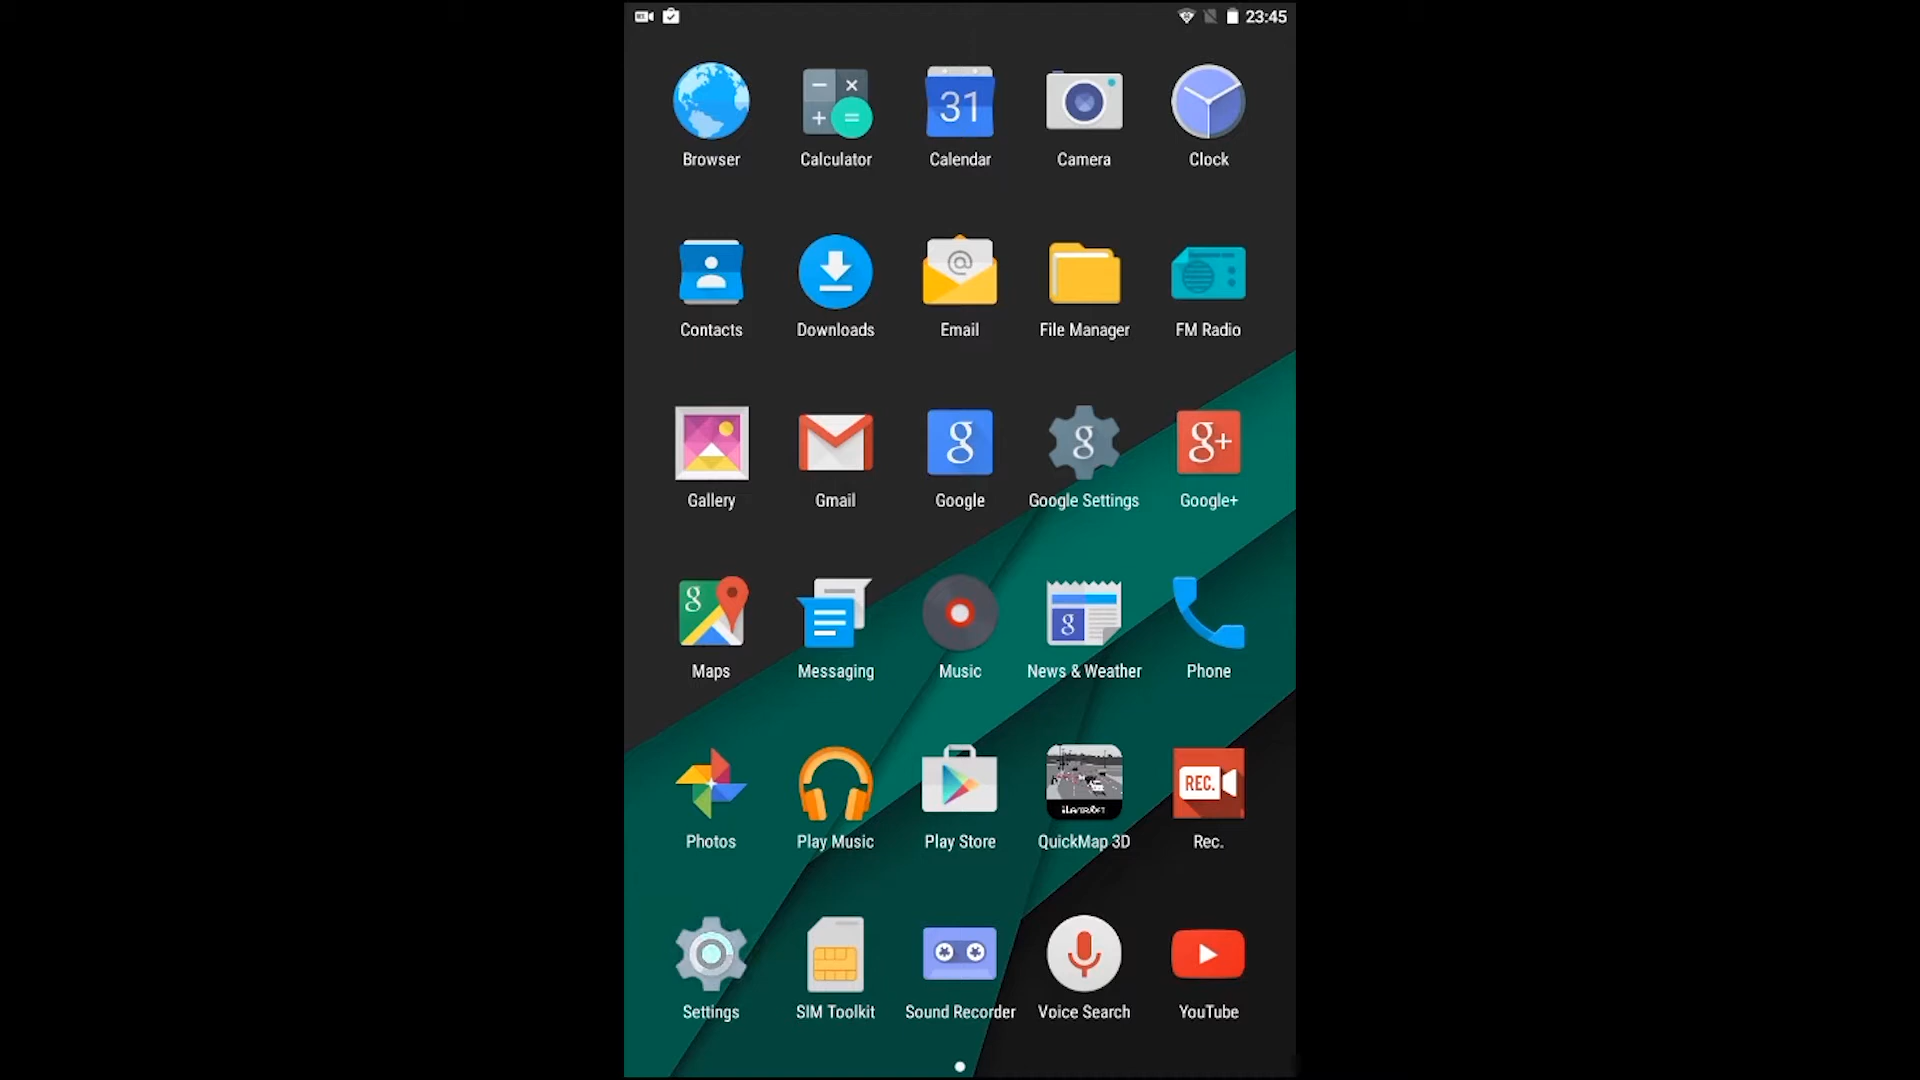 23:45
31
Browser Calculator Calendar Camera Clock
@
Contacts Downloads Email File Manager FM Radio
g g g+
Gallery Gmail Google Google Settings Google+
g g
Maps Messaging Music News & Weather Phone
REC.
Photos Play Music Play Store QuickMap 3D Rec.
Settings SIM Toolkit Sound Recorder Voice Search YouTube